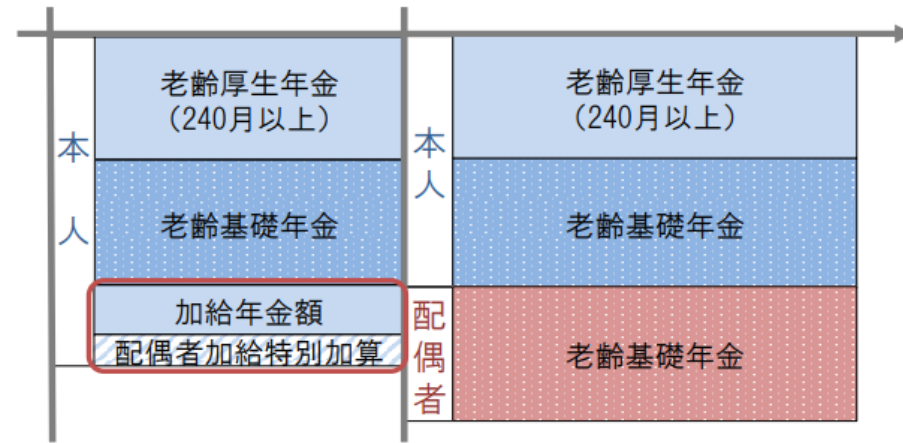 本人
老齢厚生年金
（240月以上）
老齢基礎年金
加給年金額
配偶者加給特別加算
本人
老齢厚生年金
（240月以上）
老齢基礎年金
配偶者
老齢基礎年金